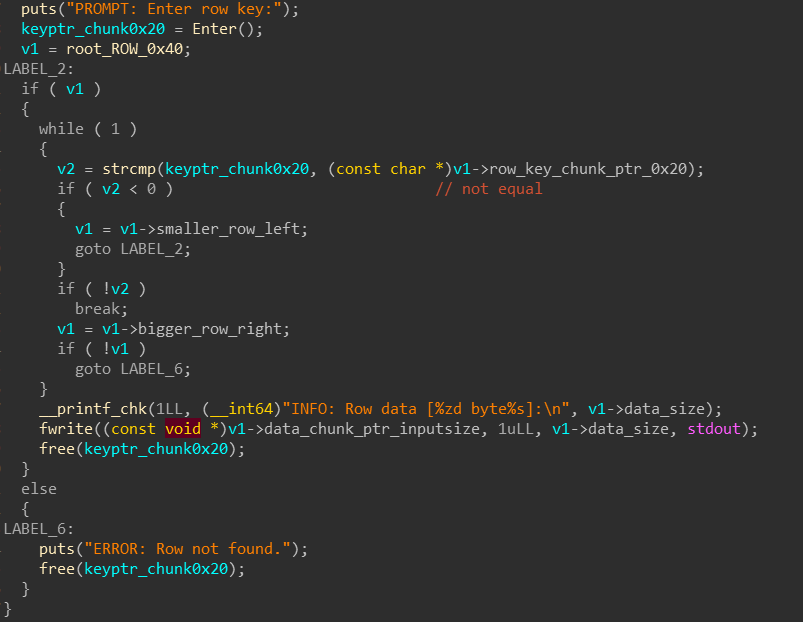 puts("PROMPT: Enter row key:");
keyptr_chunk0x20 = Enter();
v1 = root_ROW_0x40;
LABEL_2:
if ( v1 )
{
while ( 1 )
{
v2 = strcmp(keyptr_chunk0x20, (const char *)v1->row_key_chunk_ptr_0x20);
if ( v2 < 0 ) // not equal
{
v1 = v1->smaller_row_left;
goto LABEL_2;
}
if ( !v2 )
break;
v1 = v1->bigger_row_right;
if ( !v1 )
goto LABEL_6;
}
__printf_chk(1LL, (__int64)"INFO: Row data [%zd byte%s]:\n", v1->data_size);
fwrite((const void *)v1->data_chunk_ptr_inputsize, 1uLL, v1->data_size, stdout);
free(keyptr_chunk0x20);
}
else
{
LABEL_6:
puts("ERROR: Row not found.");
free(keyptr_chunk0x20);
}
}